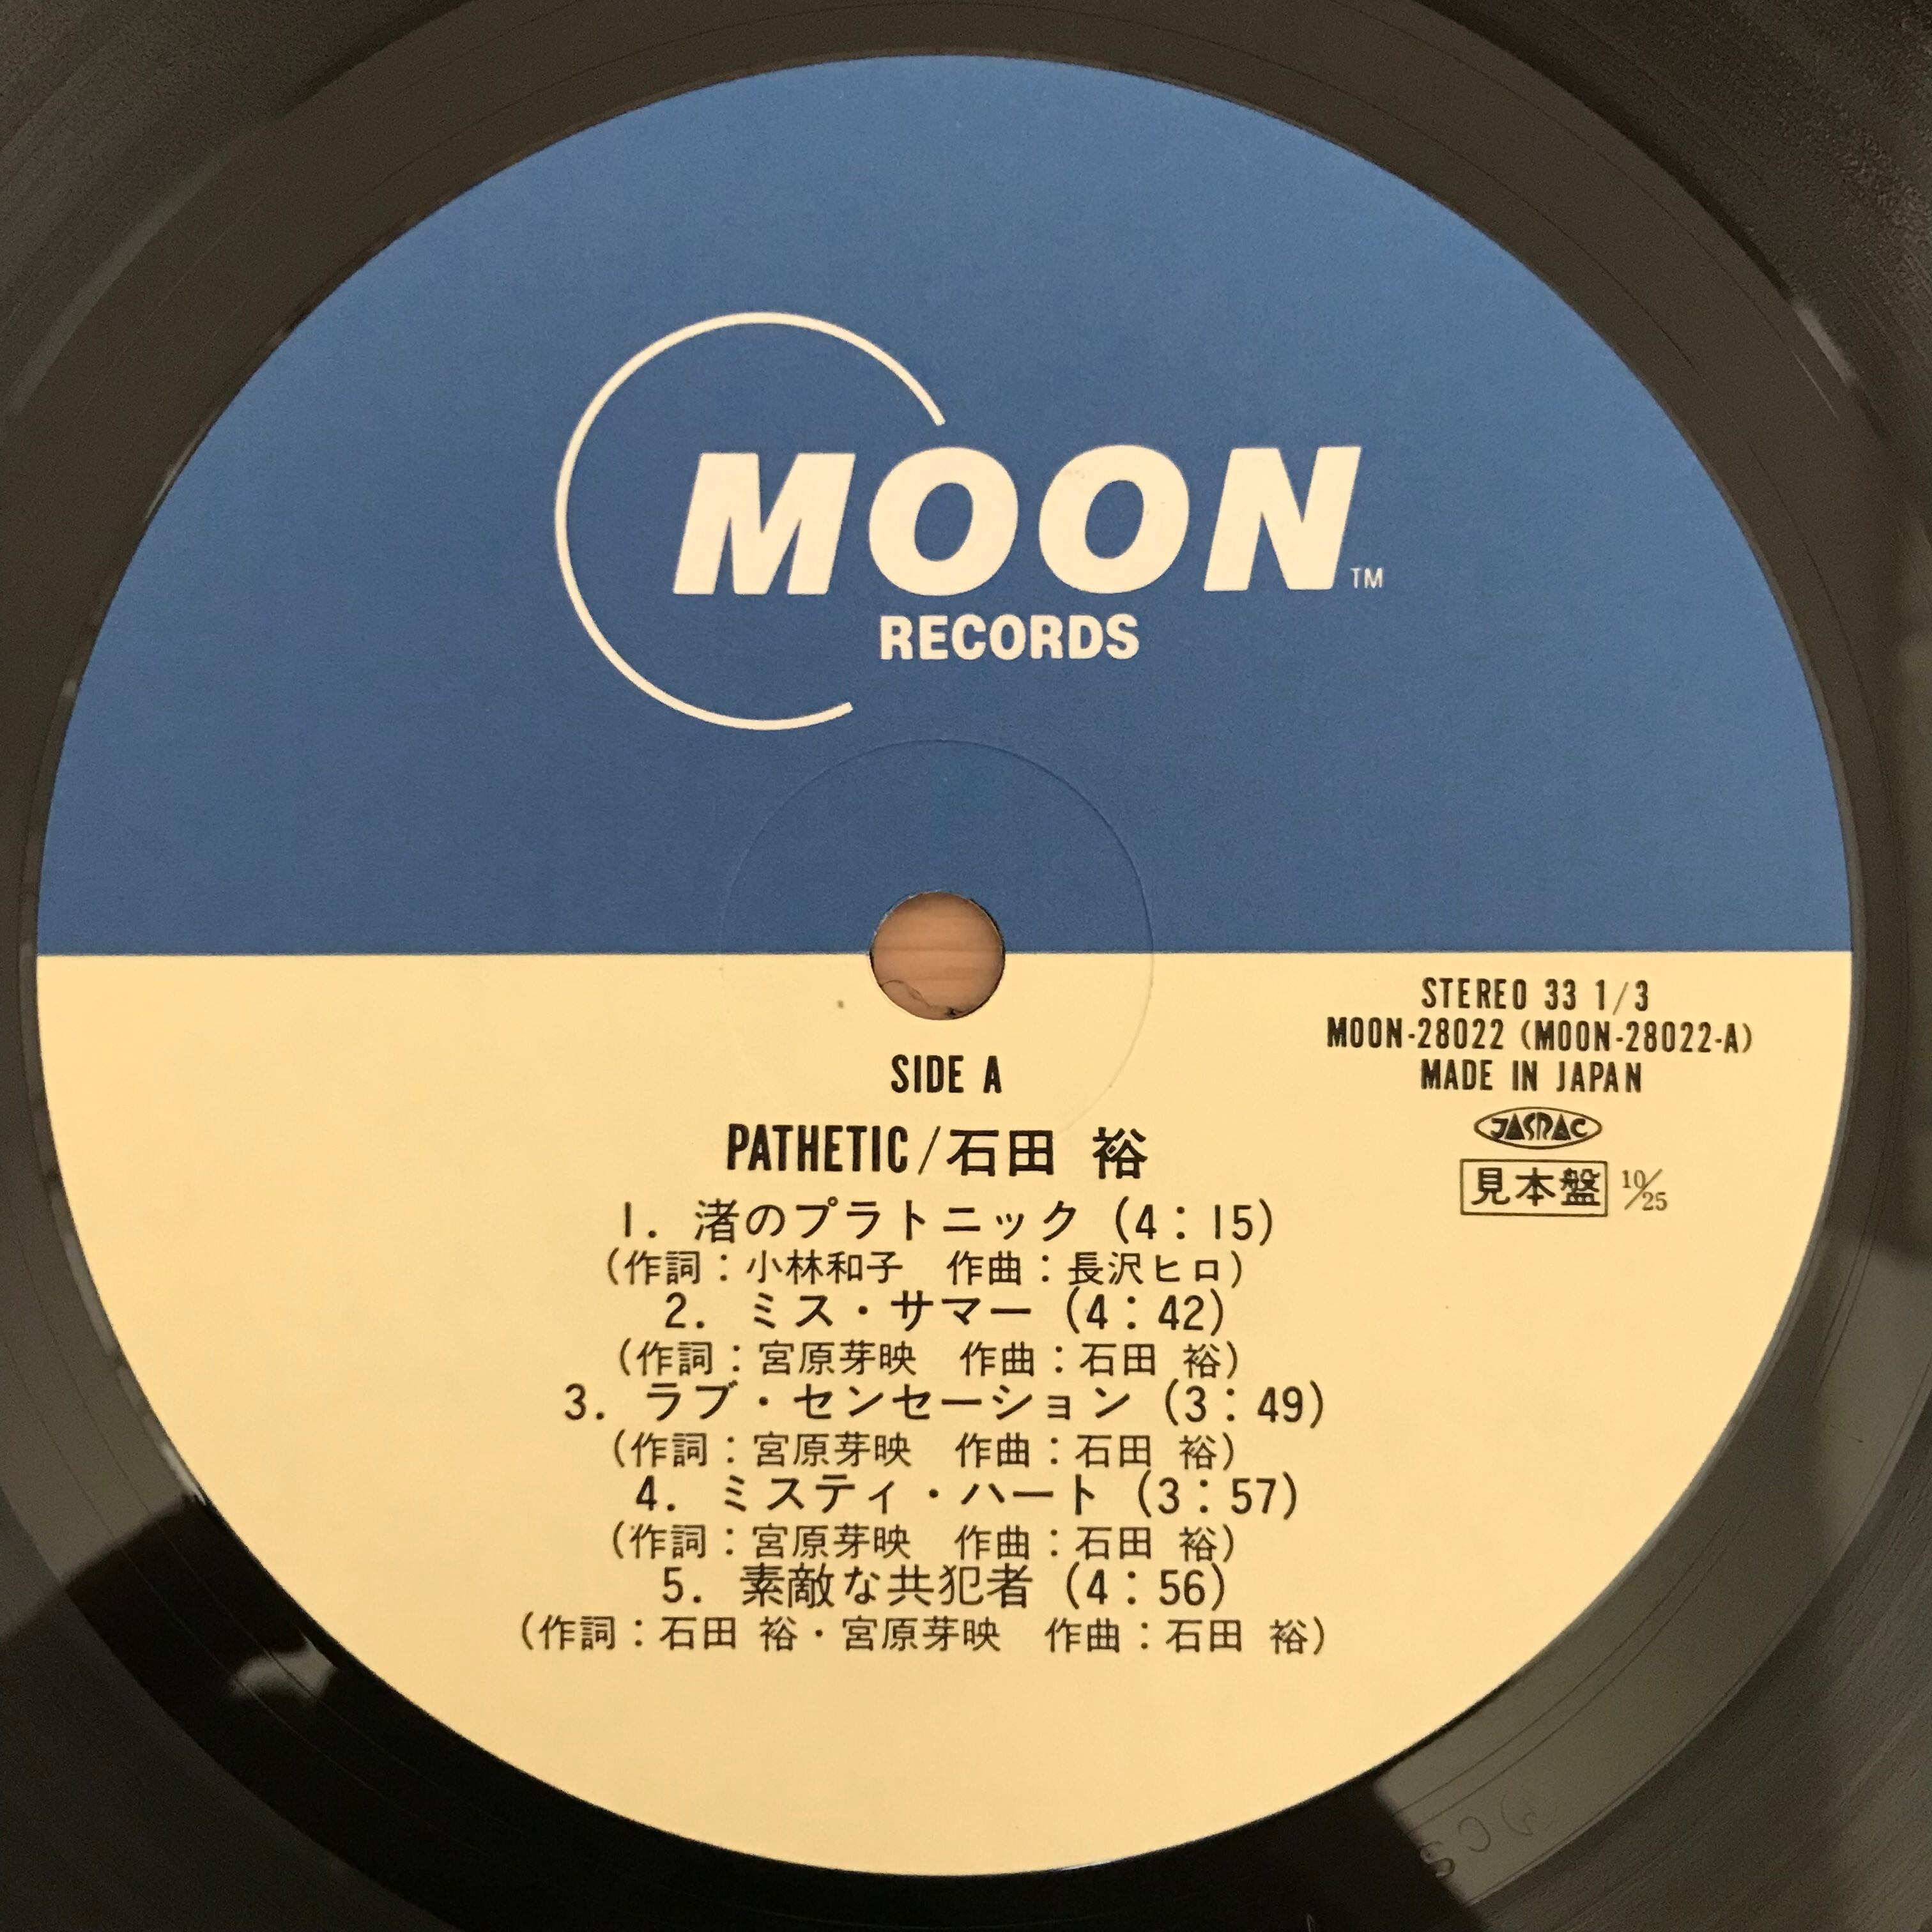 MOON™
RECORDS
STEREO 33 1/3
MOON-28022 (MOON-28022-A)
MADE IN JAPAN
JASRAC
見本盤 10/25
SIDE A
PATHETIC/石田 裕
1. 渚のプラトニック (4:15)
(作詞:小林和子 作曲:長沢ヒロ)
2. ミス・サマー (4:42)
(作詞:宮原芽映 作曲:石田 裕)
3. ラブ・センセーション (3:49)
(作詞:宮原芽映 作曲:石田 裕)
4. ミスティ・ハート (3:57)
(作詞:宮原芽映 作曲:石田 裕)
5. 素敵な共犯者 (4:56)
(作詞:石田 裕・宮原芽映 作曲:石田 裕)